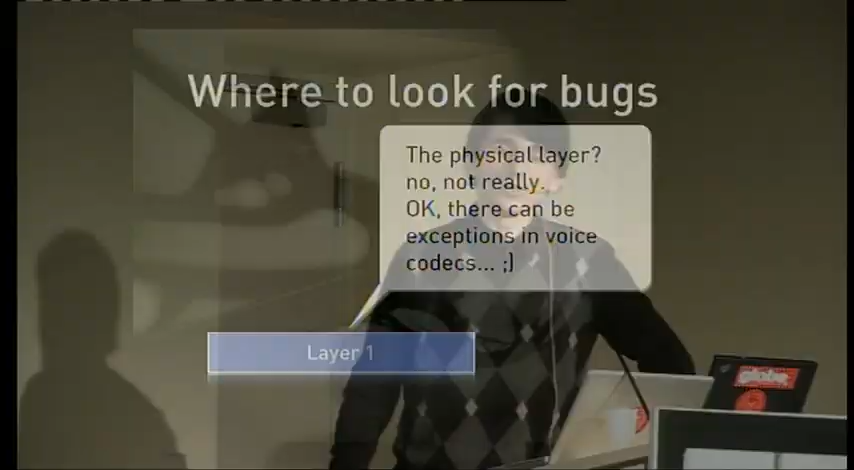 Where to look for bugs
The physical layer?
no, not really.
OK, there can be
exceptions in voice
codecs... ;]
Layer 1